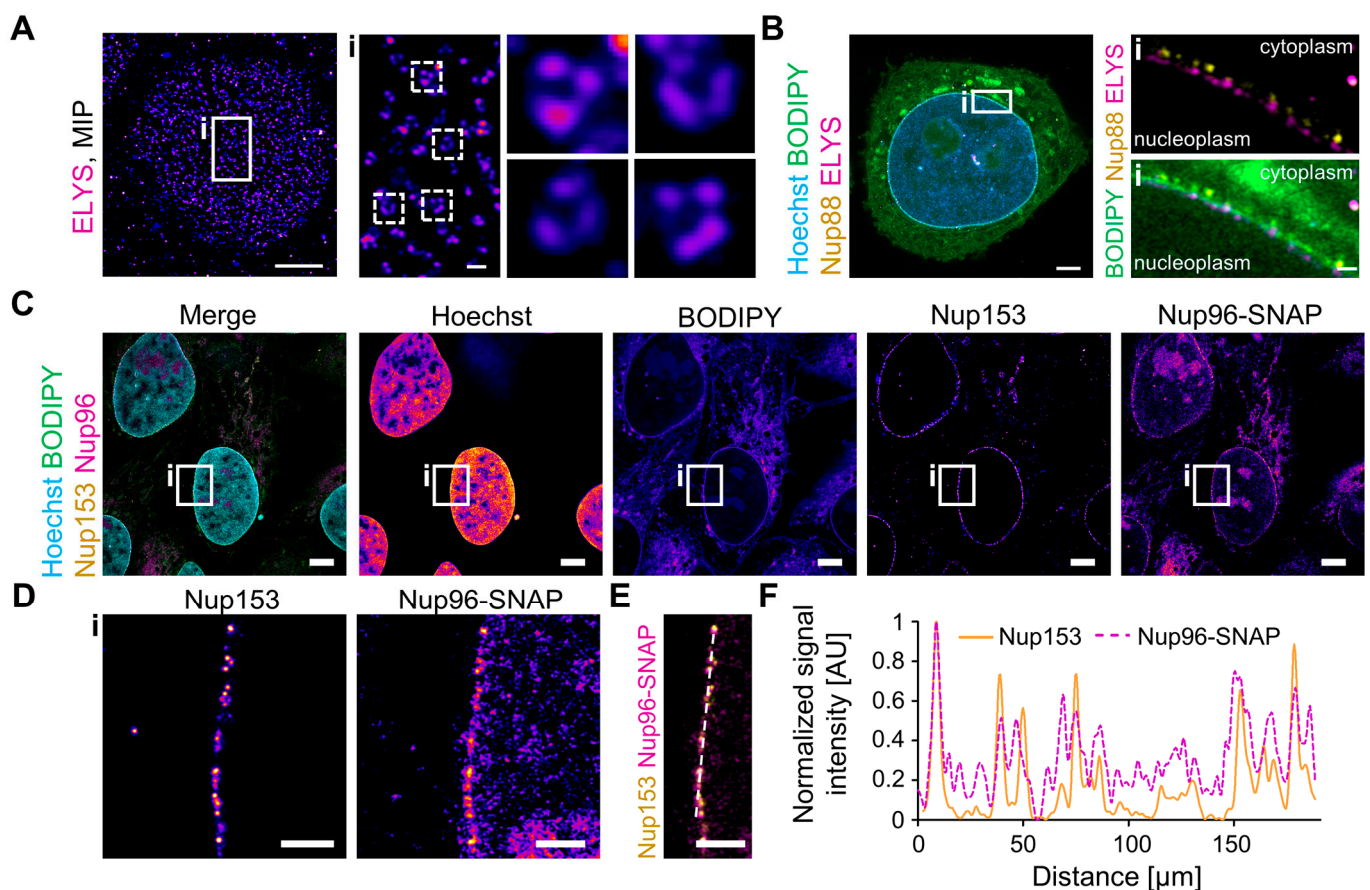 A
ELYS, MIP
i
i
B
Hoechst BODIPY
Nup88 ELYS
i
BODIPY Nup88 ELYS
i
cytoplasm
nucleoplasm
i
cytoplasm
nucleoplasm
C
Hoechst BODIPY
Nup153 Nup96
Merge
Hoechst
BODIPY
Nup153
Nup96-SNAP
i
i
i
i
i
D
i
Nup153
Nup96-SNAP
E
Nup153 Nup96-SNAP
F
Normalized signal
intensity [AU]
Nup153
Nup96-SNAP
1
0.8
0.6
0.4
0.2
0
0
50
100
150
Distance [µm]